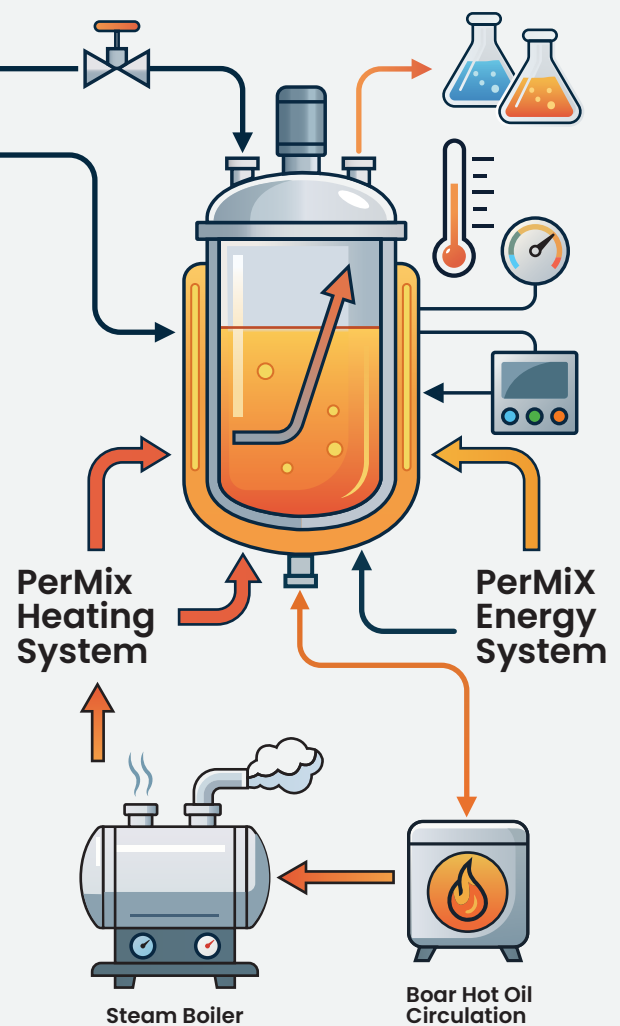 PerMix
Heating
System
PerMiX
Energy
System
Steam Boiler
Boar Hot Oil
Circulation